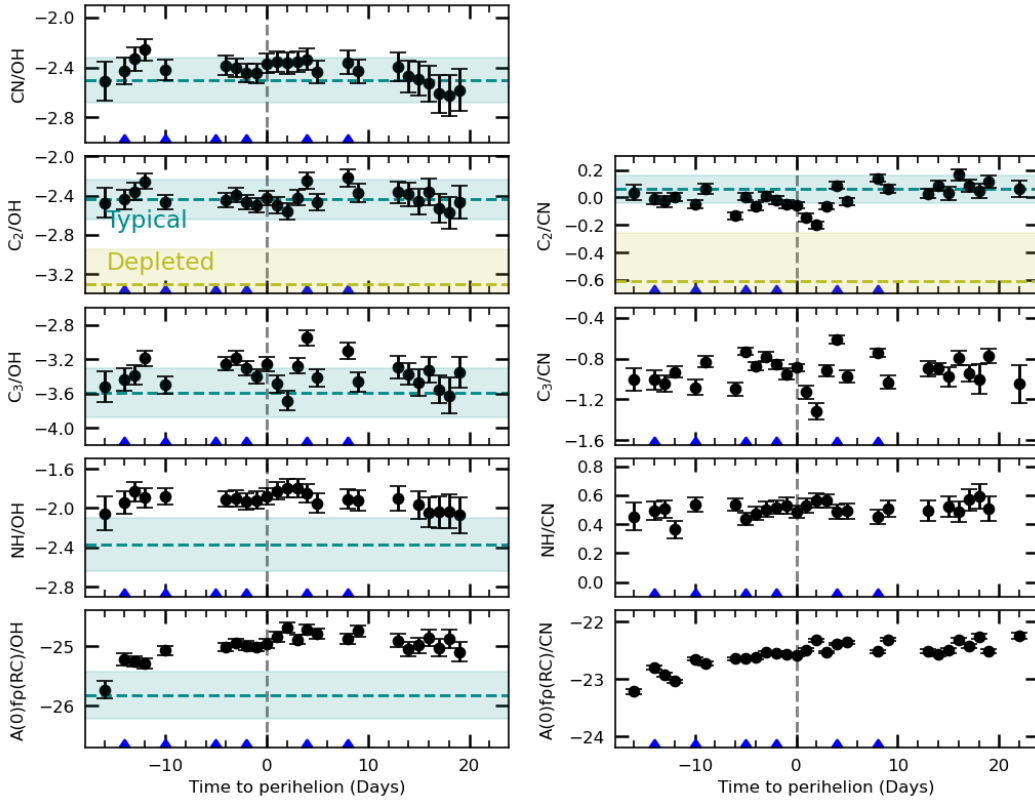 −2.0
−2.4
−2.8
CN/OH
−2.0
−2.4
−2.8
−3.2
C₂/OH
Typical
Depleted
0.2
0.0
−0.2
−0.4
−0.6
C₂/CN
−2.8
−3.2
−3.6
−4.0
C₃/OH
−0.4
−0.8
−1.2
−1.6
C₃/CN
−1.6
−2.0
−2.4
−2.8
NH/OH
0.8
0.6
0.4
0.2
0.0
NH/CN
−25
−26
A(0)fρ(RC)/OH
−22
−23
−24
A(0)fρ(RC)/CN
−10 0 10 20
Time to perihelion (Days)
−10 0 10 20
Time to perihelion (Days)